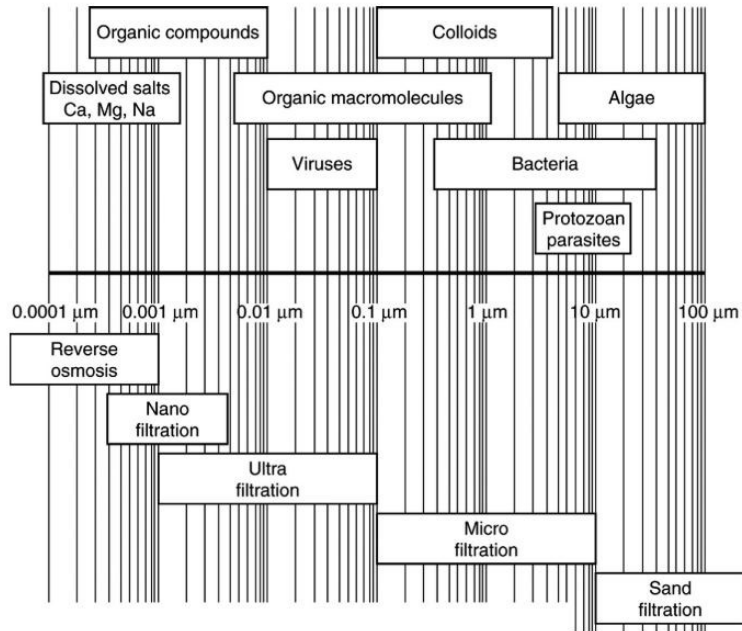 Organic compounds
Colloids
Dissolved salts
Ca, Mg, Na
Organic macromolecules
Algae
Viruses
Bacteria
Protozoan
parasites
0.0001 μm
0.001 μm
0.01 μm
0.1 μm
1 μm
10 μm
100 μm
Reverse
osmosis
Nano
filtration
Ultra
filtration
Micro
filtration
Sand
filtration